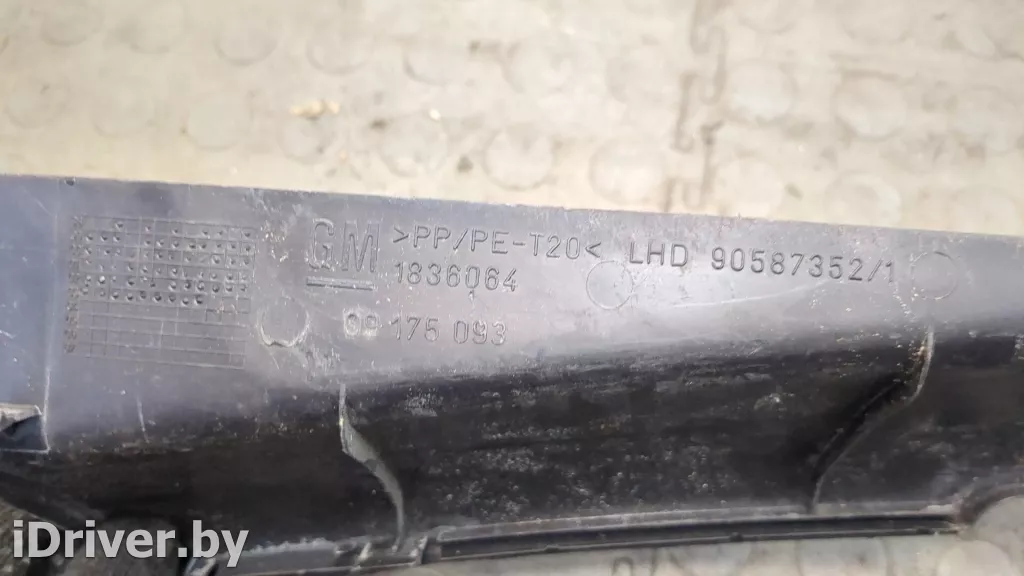 GM >PP/PE-T20< LHD 90587352/1
1836064
09 175 093
iDriver.by